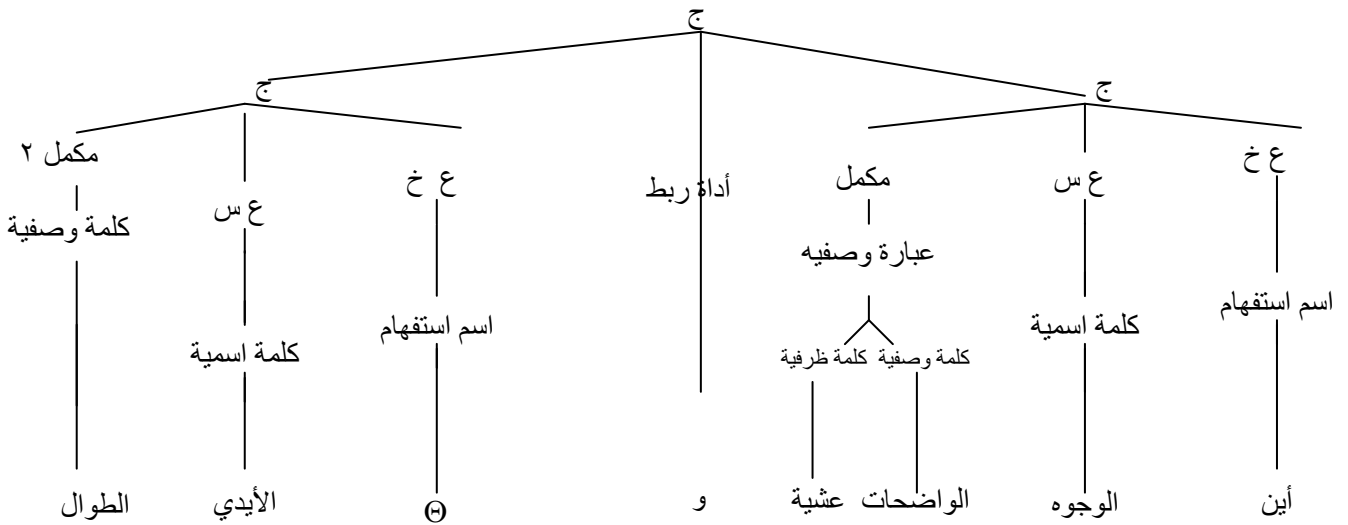 ج
ج ج
ع خ ع س مكمل أداة ربط ع خ ع س مكمل ٢
عبارة وصفيه كلمة وصفية
اسم استفهام كلمة اسمية كلمة وصفية كلمة ظرفية اسم استفهام كلمة اسمية
أين الوجوه الواضحات عشية و Θ الأيدي الطوال